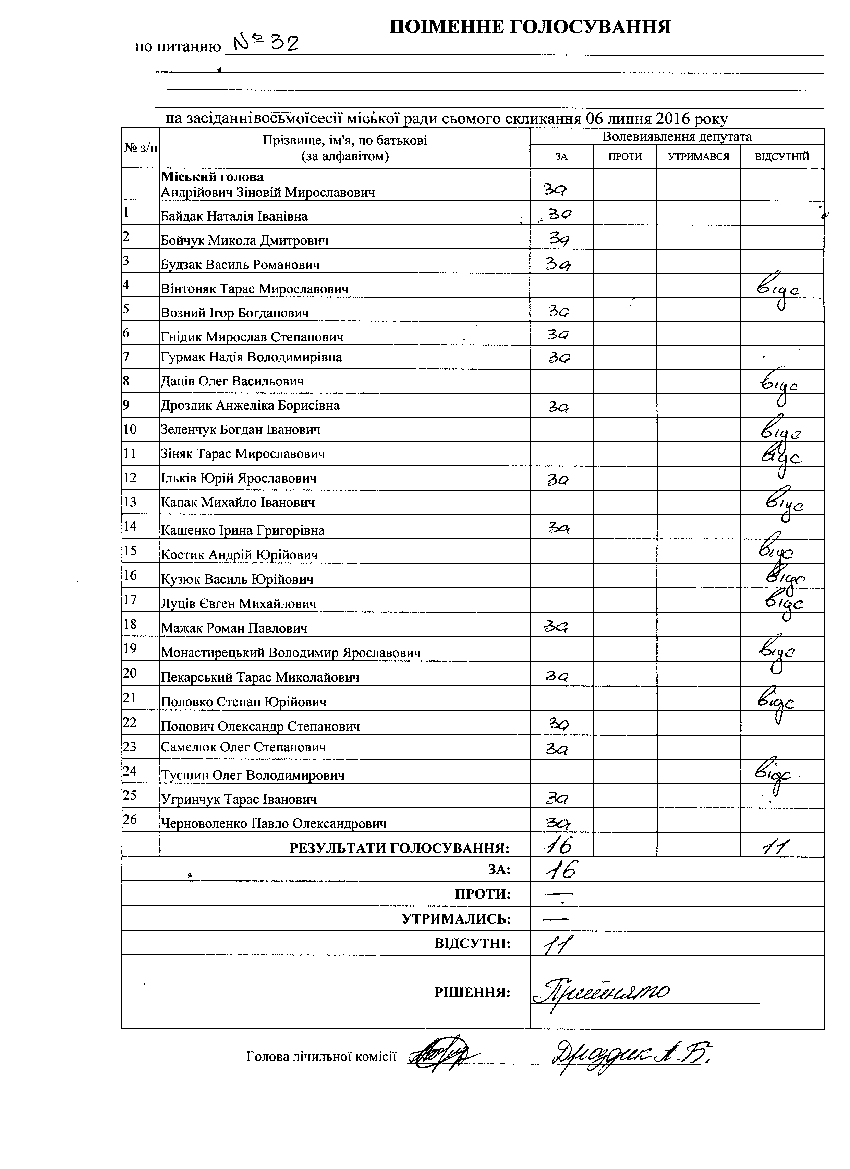 ПОІМЕННЕ ГОЛОСУВАННЯ
по питанню № 32
на засіданнівосьмоїсесії міської ради сьомого скликання 06 липня 2016 року
№ з/п Прізвище, ім'я, по батькові (за алфавітом) Волевиявлення депутата
ЗА ПРОТИ УТРИМАВСЯ ВІДСУТНІЙ
Міський голова
Андрійович Зіновій Мирославович за
1 Байдак Наталія Іванівна за
2 Бойчук Микола Дмитрович за
3 Будзак Василь Романович за
4 Вінтоняк Тарас Мирославович відс
5 Возний Ігор Богданович за
6 Гнідик Мирослав Степанович за
7 Гурмак Надія Володимирівна за
8 Даців Олег Васильович відс
9 Дроздик Анжеліка Борисівна за
10 Зеленчук Богдан Іванович відс
11 Зіняк Тарас Мирославович відс
12 Ільків Юрій Ярославович за
13 Капак Михайло Іванович відс
14 Кашенко Ірина Григорівна за
15 Костик Андрій Юрійович відс
16 Кузюк Василь Юрійович відс
17 Луців Євген Михайлович відс
18 Мажак Роман Павлович за
19 Монастирецький Володимир Ярославович відс
20 Пекарський Тарас Миколайович за
21 Половко Степан Юрійович відс
22 Попович Олександр Степанович за
23 Самелюк Олег Степанович за
24 Тусшин Олег Володимирович відс
25 Угринчук Тарас Іванович за
26 Черноволенко Павло Олександрович за
РЕЗУЛЬТАТИ ГОЛОСУВАННЯ: 16 11
ЗА: 16
ПРОТИ: —
УТРИМАЛИСЬ: —
ВІДСУТНІ: 11
РІШЕННЯ: Прийнято
Голова лічильної комісії Дроздик А.Б.